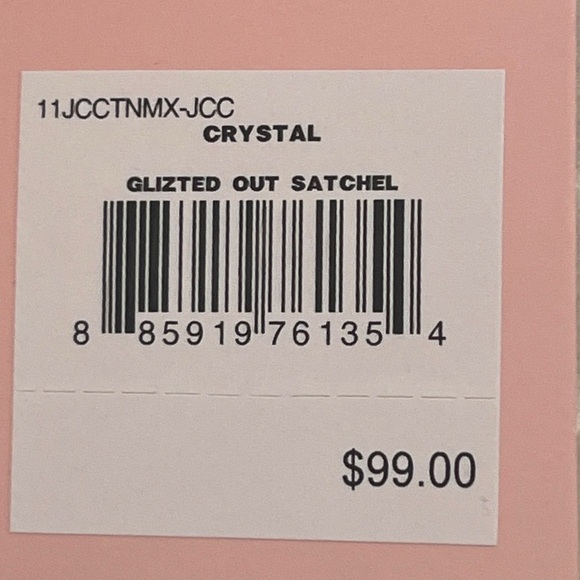 11JCCTNMX-JCC
CRYSTAL
GLIZTED OUT SATCHEL
8 85919 76135 4
$99.00